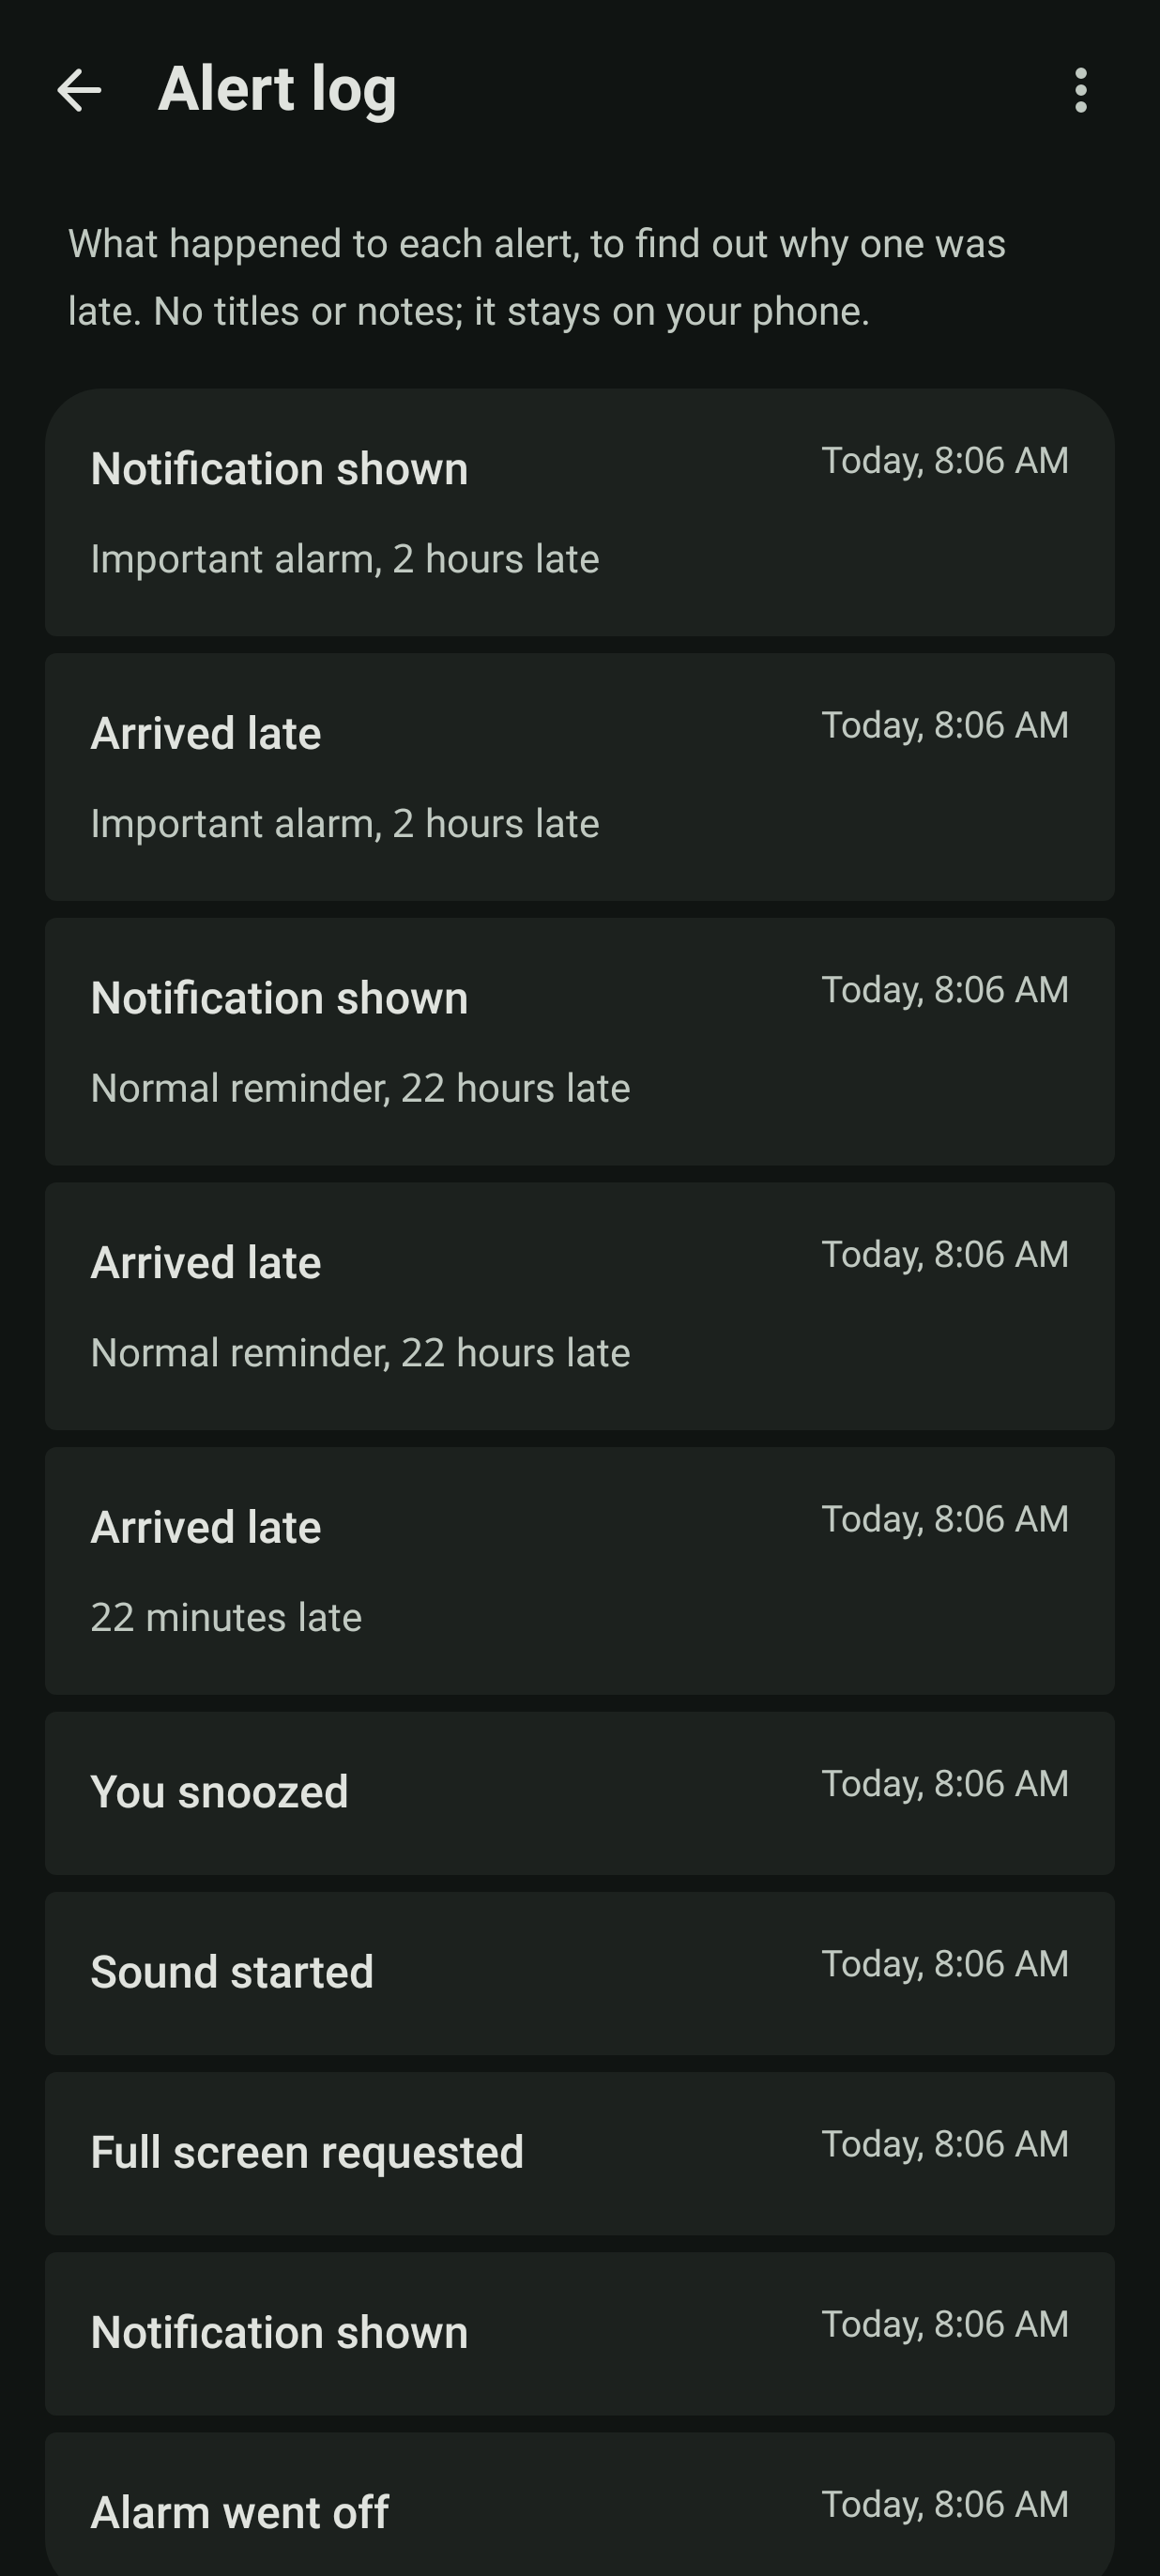 Alert log
What happened to each alert, to find out why one was
late. No titles or notes; it stays on your phone.
Notification shown
Today, 8:06 AM
Important alarm, 2 hours late
Arrived late
Today, 8:06 AM
Important alarm, 2 hours late
Notification shown
Today, 8:06 AM
Normal reminder, 22 hours late
Arrived late
Today, 8:06 AM
Normal reminder, 22 hours late
Arrived late
Today, 8:06 AM
22 minutes late
You snoozed
Today, 8:06 AM
Sound started
Today, 8:06 AM
Full screen requested
Today, 8:06 AM
Notification shown
Today, 8:06 AM
Alarm went off
Today, 8:06 AM